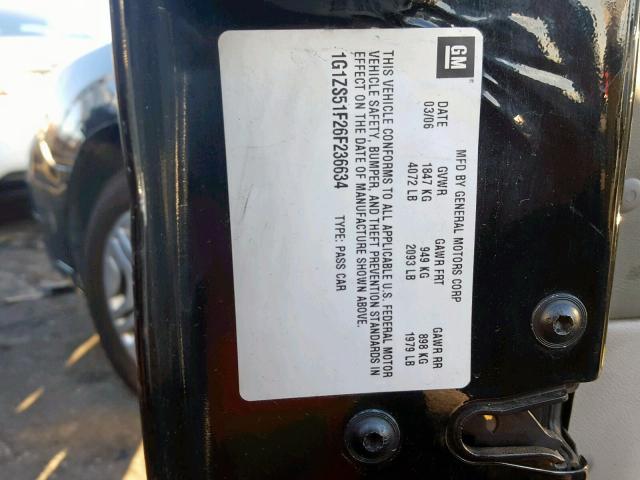 GM
MFD BY GENERAL MOTORS CORP
DATE GVWR GAWR FRT GAWR RR
03/06 1847 KG 949 KG 898 KG
4072 LB 2093 LB 1979 LB
THIS VEHICLE CONFORMS TO ALL APPLICABLE U.S. FEDERAL MOTOR
VEHICLE SAFETY, BUMPER, AND THEFT PREVENTION STANDARDS IN
EFFECT ON THE DATE OF MANUFACTURE SHOWN ABOVE.
1G1ZS51F26F236634 TYPE: PASS CAR